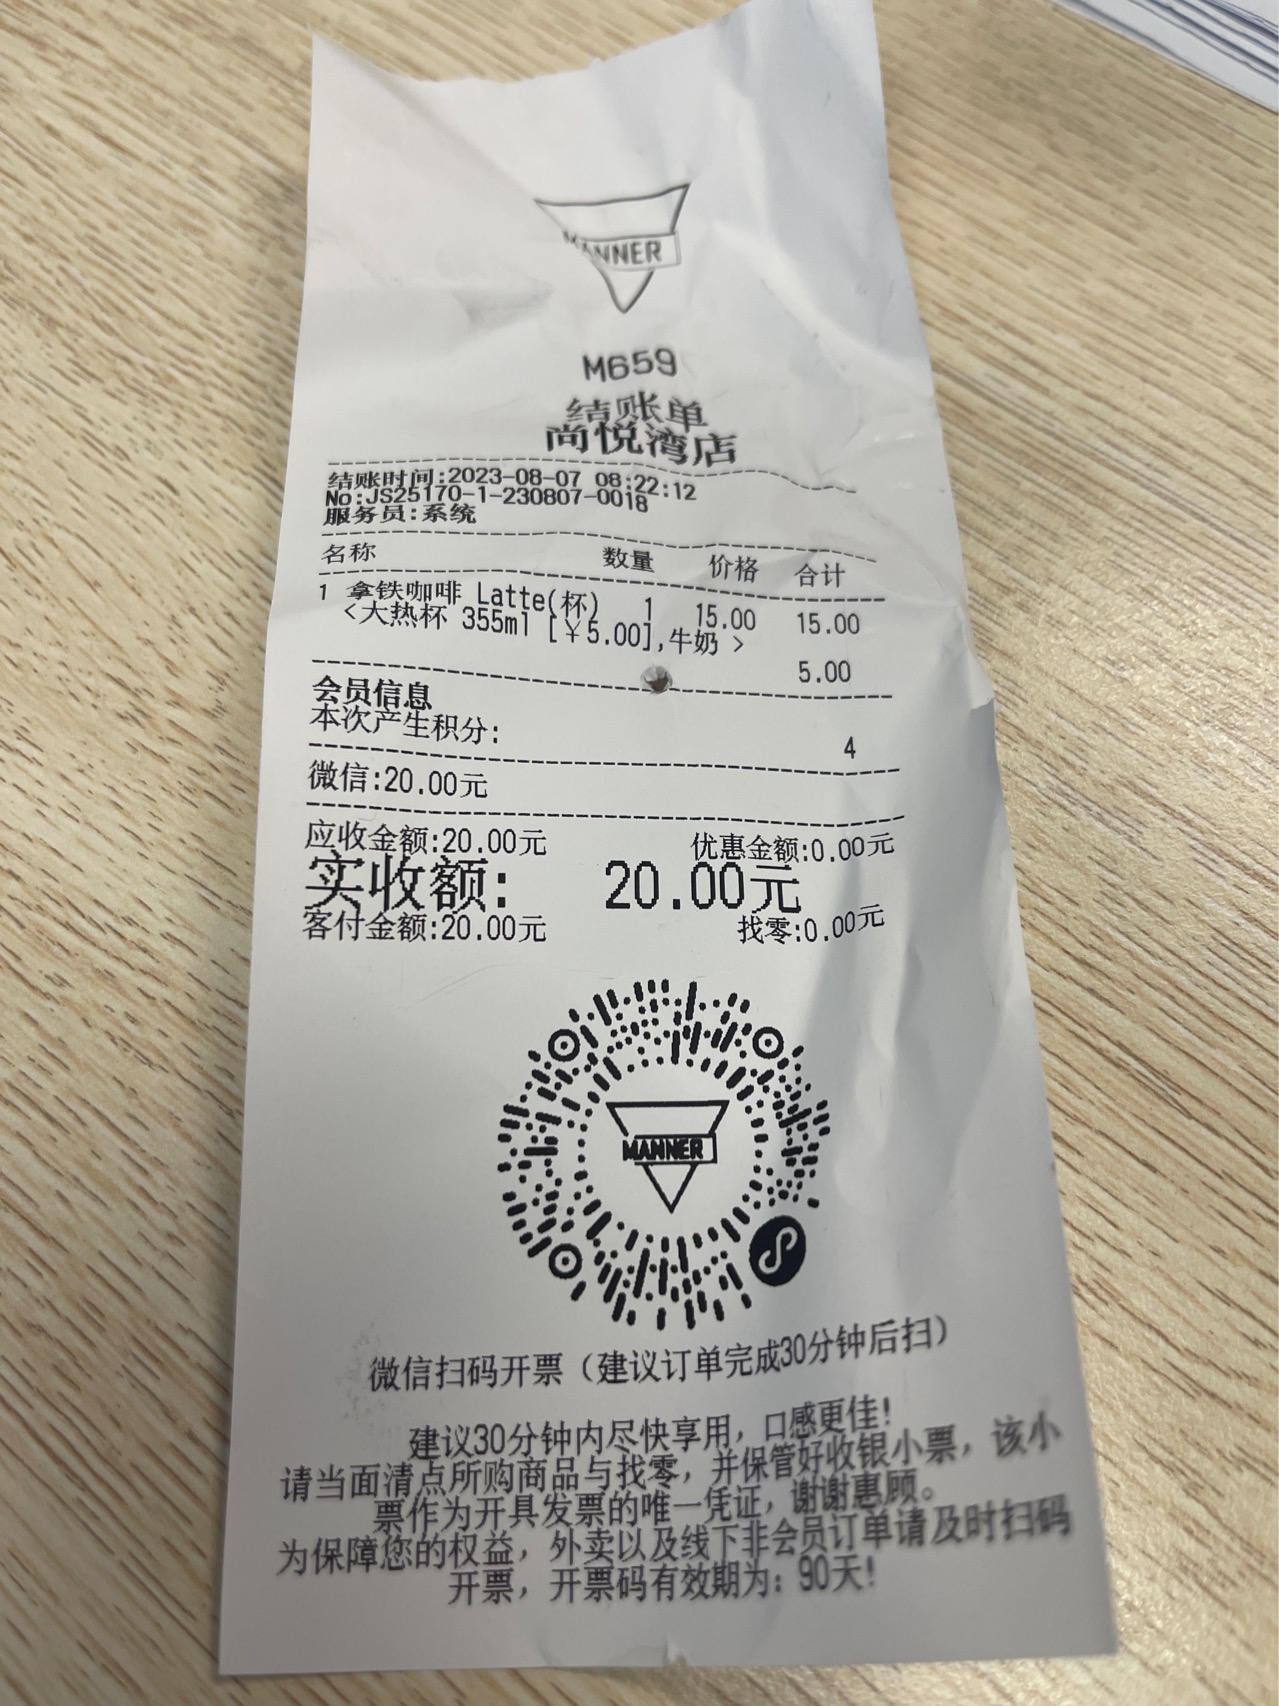 MANNER
M659
结账单
尚悦湾店
结账时间:2023-08-07 08:22:12
No:JS25170-1-230807-0018
服务员:系统
名称 数量 价格 合计
1 拿铁咖啡 Latte(杯) 1 15.00 15.00
<大热杯 355ml [¥5.00],牛奶 >
5.00
会员信息
本次产生积分: 4
微信:20.00元
应收金额:20.00元 优惠金额:0.00元
实收额: 20.00元
客付金额:20.00元 找零:0.00元
MANNER
微信扫码开票（建议订单完成30分钟后扫）
建议30分钟内尽快享用，口感更佳!
请当面清点所购商品与找零，并保管好收银小票，该小
票作为开具发票的唯一凭证，谢谢惠顾。
为保障您的权益，外卖以及线下非会员订单请及时扫码
开票，开票码有效期为: 90天!